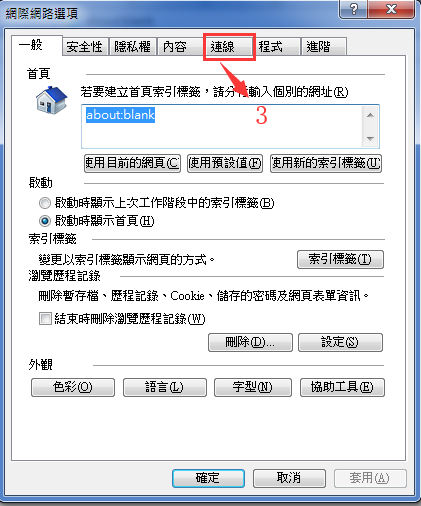 網際網路選項
一般 安全性 隱私權 內容 連線 程式 進階
首頁
若要建立首頁索引標籤，請分行輸入個別的網址(R)
3
about:blank
使用目前的網頁(C) 使用預設值(F) 使用新的索引標籤(U)
啟動
啟動時顯示上次工作階段中的索引標籤(B)
啟動時顯示首頁(H)
索引標籤
變更以索引標籤顯示網頁的方式。 索引標籤(T)
瀏覽歷程記錄
刪除暫存檔、歷程記錄、Cookie、儲存的密碼及網頁表單資訊。
結束時刪除瀏覽歷程記錄(W)
刪除(D)... 設定(S)
外觀
色彩(O) 語言(L) 字型(N) 協助工具(E)
確定 取消 套用(A)